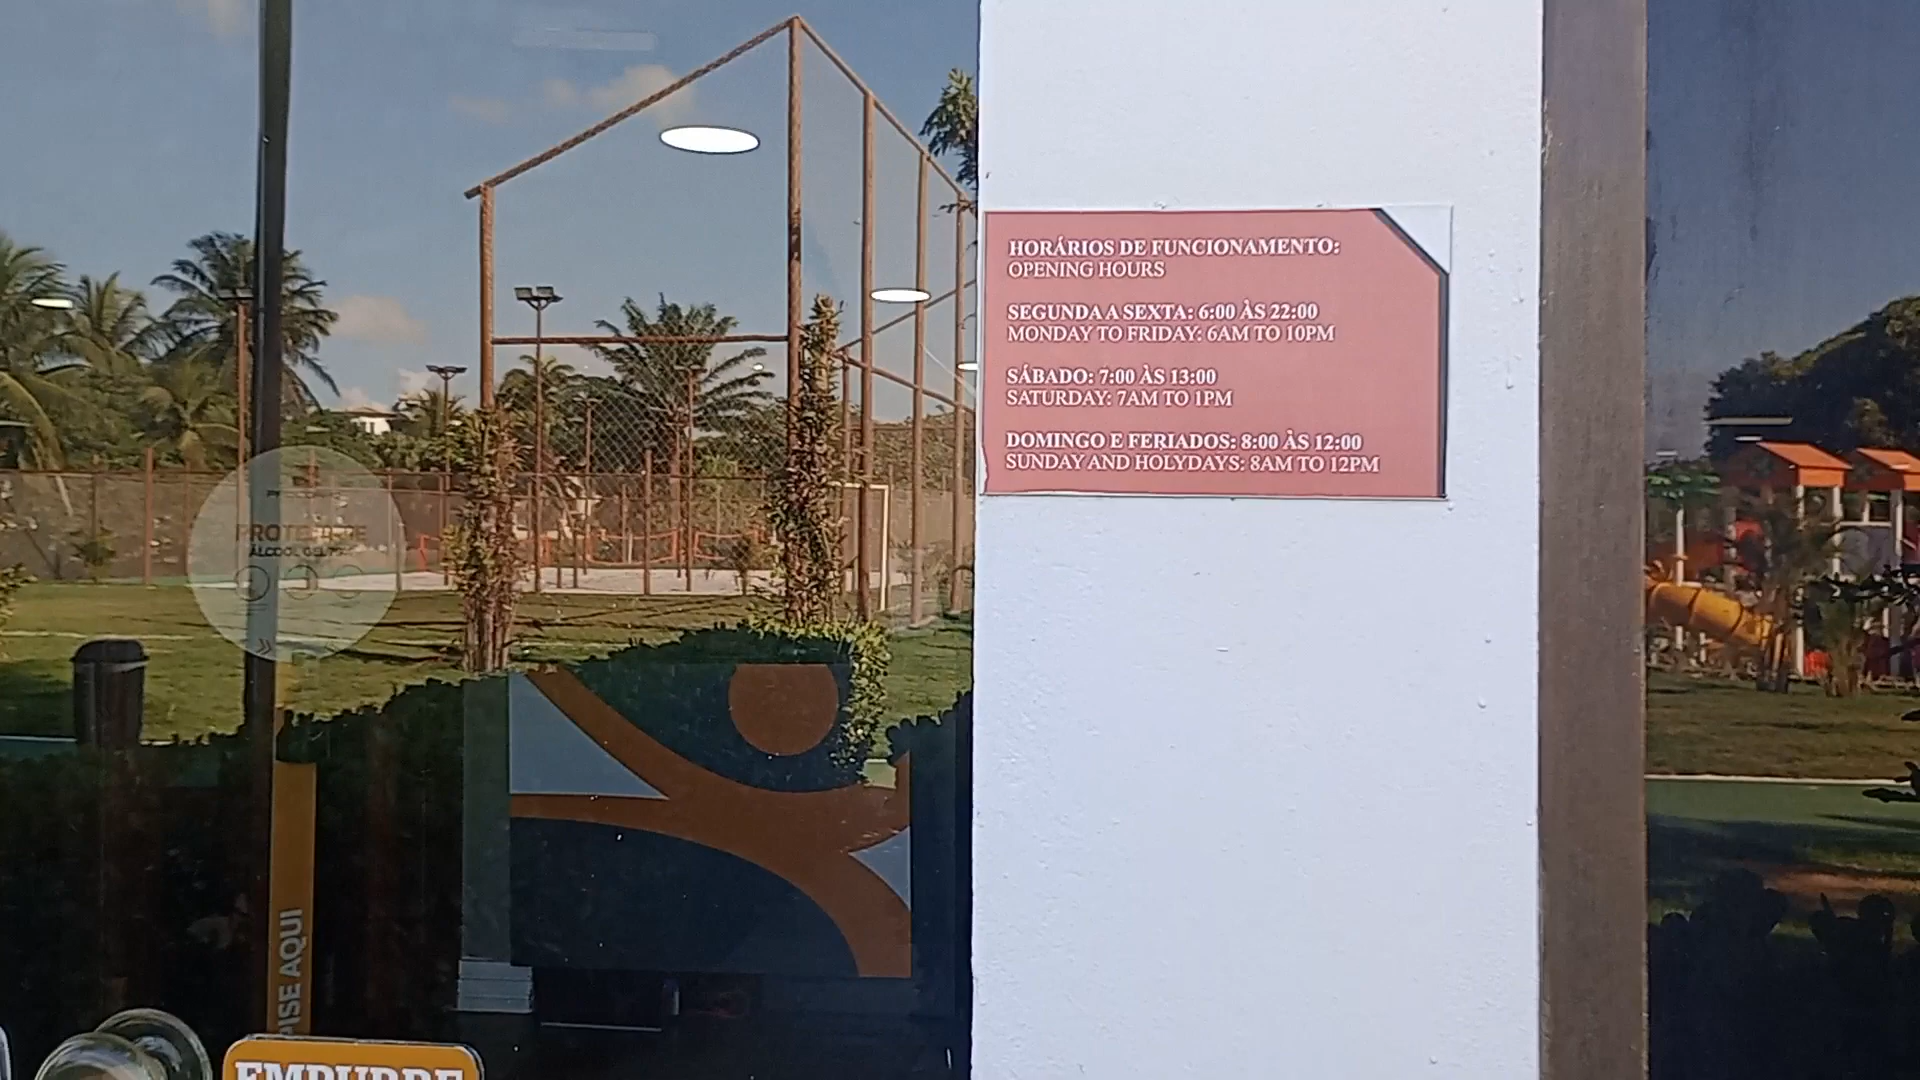 HORÁRIOS DE FUNCIONAMENTO:
OPENING HOURS
SEGUNDA A SEXTA: 6:00 ÀS 22:00
MONDAY TO FRIDAY: 6AM TO 10PM
SÁBADO: 7:00 ÀS 13:00
SATURDAY: 7AM TO 1PM
DOMINGO E FERIADOS: 8:00 ÀS 12:00
SUNDAY AND HOLYDAYS: 8AM TO 12PM
ÁLCOOL GEL
PISE AQUI
EMPURRE